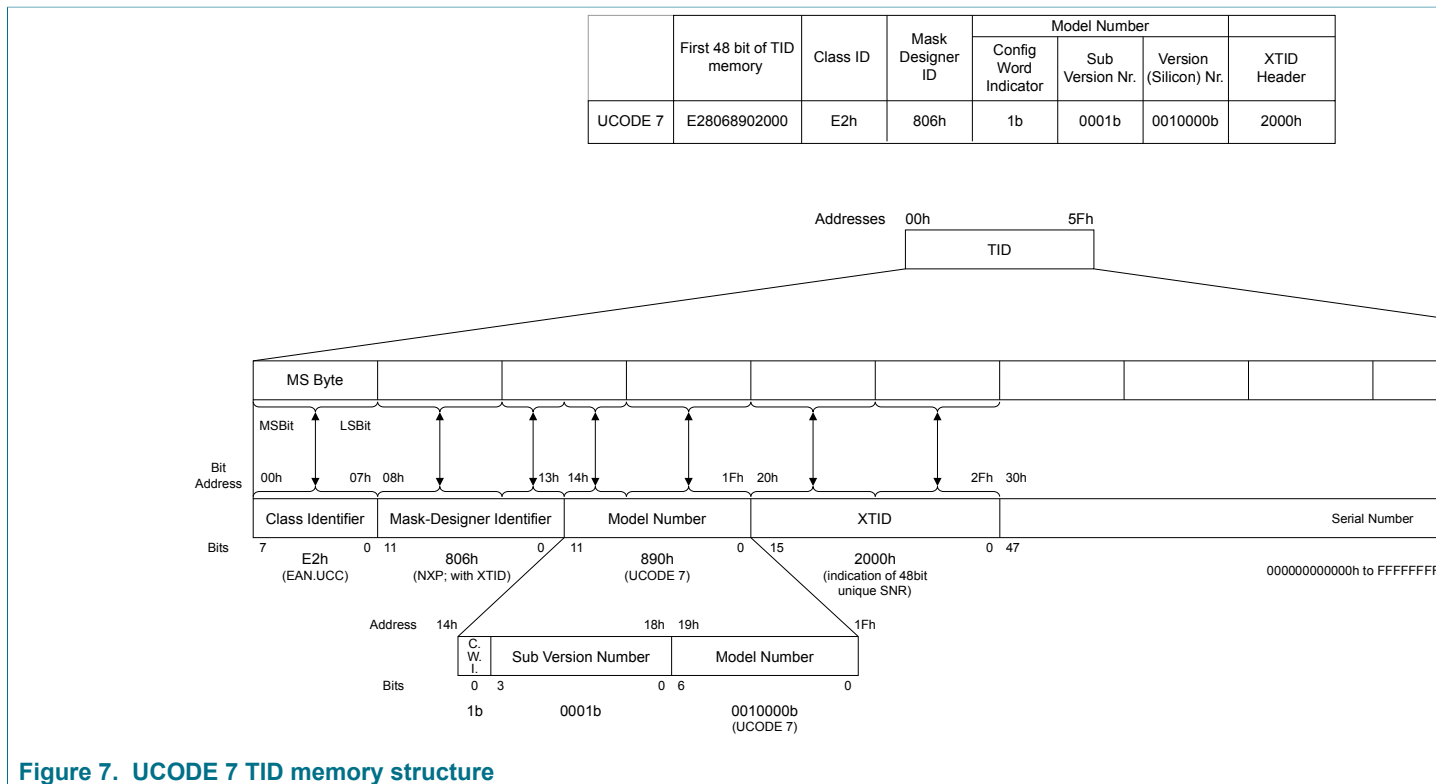 Model Number
First 48 bit of TID memory
Class ID
Mask Designer ID
Config Word Indicator
Sub Version Nr.
Version (Silicon) Nr.
XTID Header
UCODE 7 E28068902000 E2h 806h 1b 0001b 0010000b 2000h
Addresses 00h 5Fh
TID
MS Byte
MSBit LSBit
Bit Address 00h 07h 08h 13h 14h 1Fh 20h 2Fh 30h
Class Identifier Mask-Designer Identifier Model Number XTID Serial Number
Bits 7 0 11 0 11 0 15 0 47
E2h 806h 890h 2000h
(EAN.UCC) (NXP; with XTID) (UCODE 7) (indication of 48bit unique SNR)
000000000000h to FFFFFFFF
Address 14h 18h 19h 1Fh
C. W. I. Sub Version Number Model Number
Bits 0 3 0 6 0
1b 0001b 0010000b
(UCODE 7)
Figure 7. UCODE 7 TID memory structure